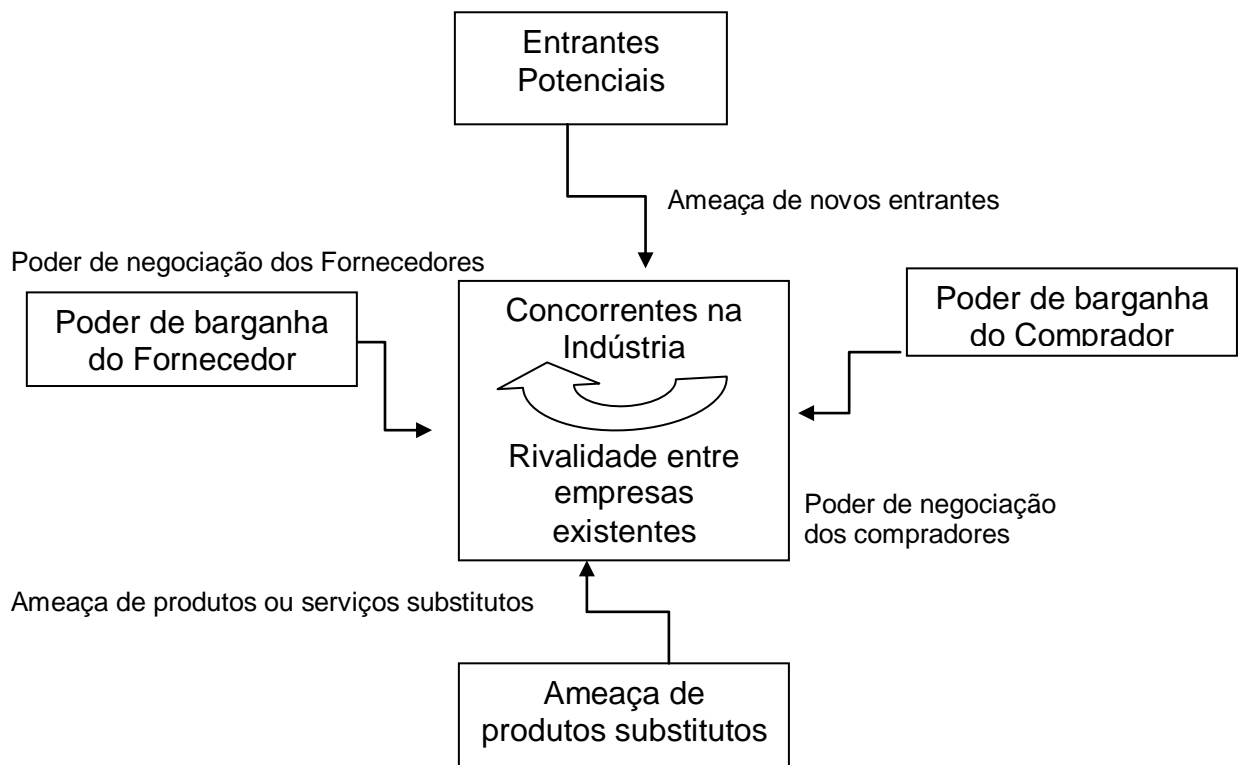 Entrantes
Potenciais
Ameaça de novos entrantes
Poder de negociação dos Fornecedores
Poder de barganha
do Fornecedor
Concorrentes na
Indústria
Rivalidade entre
empresas
existentes
Poder de barganha
do Comprador
Poder de negociação
dos compradores
Ameaça de produtos ou serviços substitutos
Ameaça de
produtos substitutos